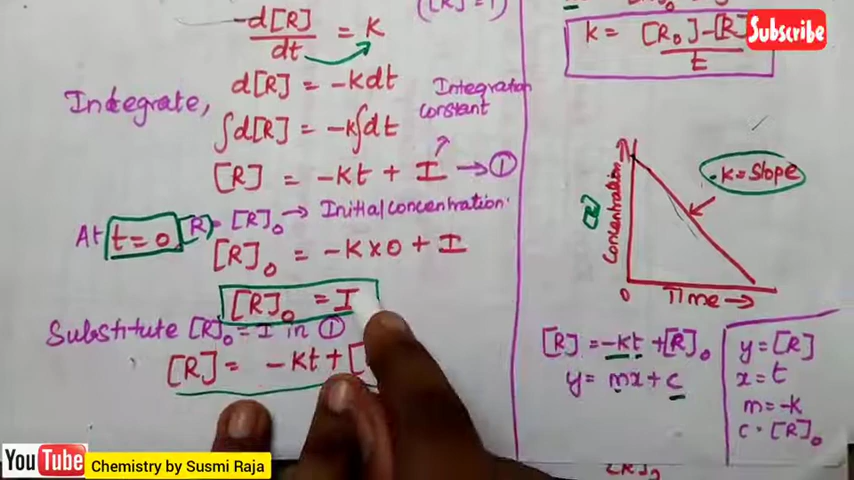 -d[R]
dt
= K
([R]=1)
d[R] = -Kdt
Integrate,
Integration
constant
∫d[R] = -K∫dt
[R] = -Kt + I → ①
At t=0 [R] = [R]₀ → Initial concentration.
[R]₀ = -K×0 + I
[R]₀ = I
Substitute [R]₀ = I in ①
[R] = -Kt + [
k = [R₀]-[R]
t
Subscribe
-K = Slope
Concentration
0
Time →
[R] = -kt + [R]₀
y = mx + c
y = [R]
x = t
m = -K
C = [R]₀
YouTube
Chemistry by Susmi Raja